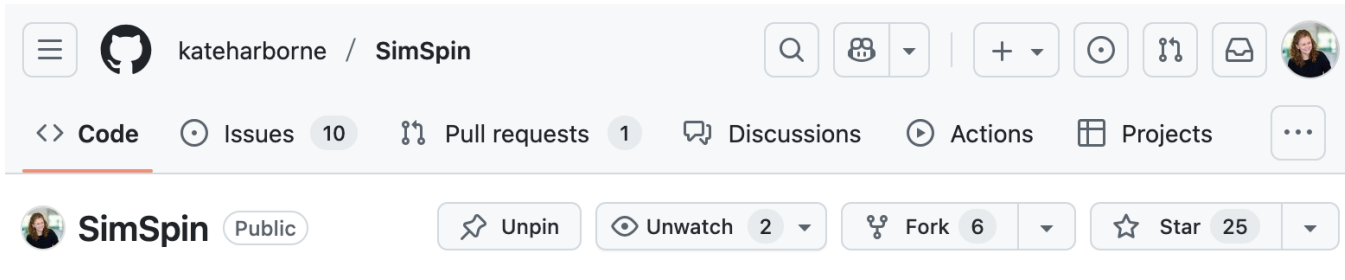 kateharborne / SimSpin
<> Code Issues 10 Pull requests 1 Discussions Actions Projects ...
SimSpin Public Unpin Unwatch 2 Fork 6 Star 25